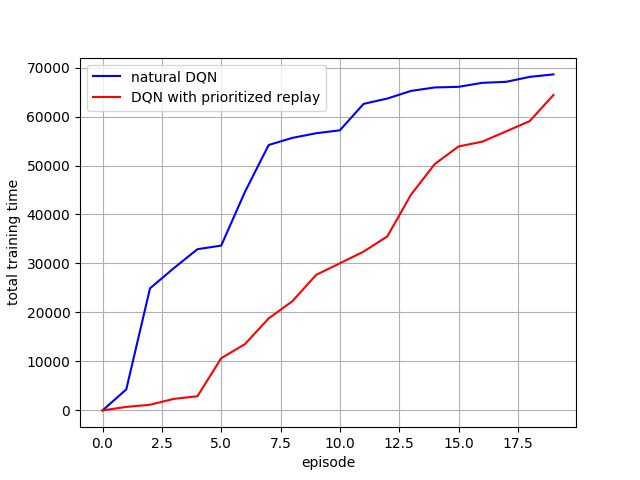 natural DQN
DQN with prioritized replay
total training time
70000
60000
50000
40000
30000
20000
10000
0
0.0 2.5 5.0 7.5 10.0 12.5 15.0 17.5
episode